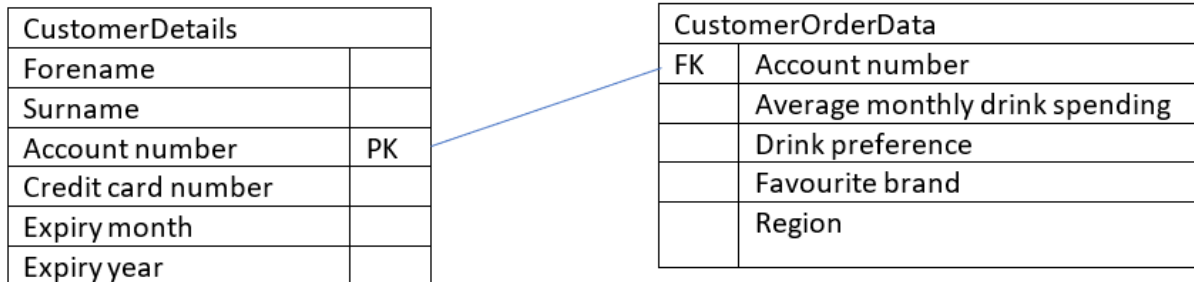 CustomerDetails
Forename
Surname
Account number PK
Credit card number
Expiry month
Expiry year
CustomerOrderData
FK Account number
Average monthly drink spending
Drink preference
Favourite brand
Region